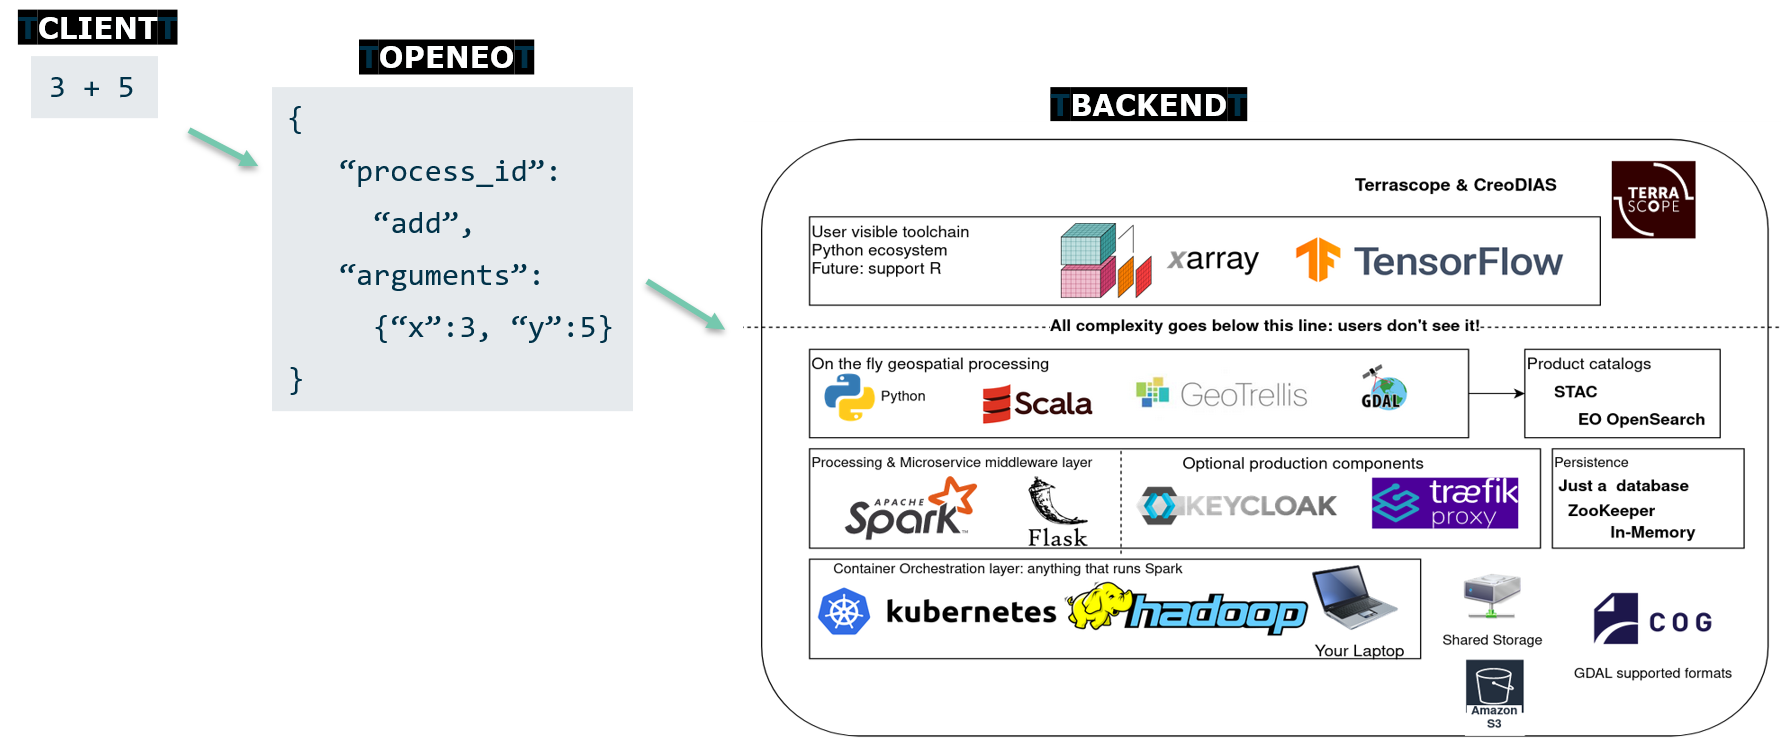 TCLIENTT
3 + 5
TOPENEOT
{
“process_id”:
“add”,
“arguments”:
{“x”:3, “y”:5}
}
TBACKENDT
Terrascope & CreoDIAS
TERRA
SCOPE
User visible toolchain
Python ecosystem
Future: support R
xarray
TensorFlow
All complexity goes below this line: users don't see it!
On the fly geospatial processing
Python
Scala
GeoTrellis
GDAL
Product catalogs
STAC
EO OpenSearch
Processing & Microservice middleware layer
APACHE
Spark™
Flask
Optional production components
KEYCLOAK
træfik
proxy
Persistence
Just a database
ZooKeeper
In-Memory
Container Orchestration layer: anything that runs Spark
kubernetes
hadoop
Your Laptop
Shared Storage
Amazon
S3
COG
GDAL supported formats